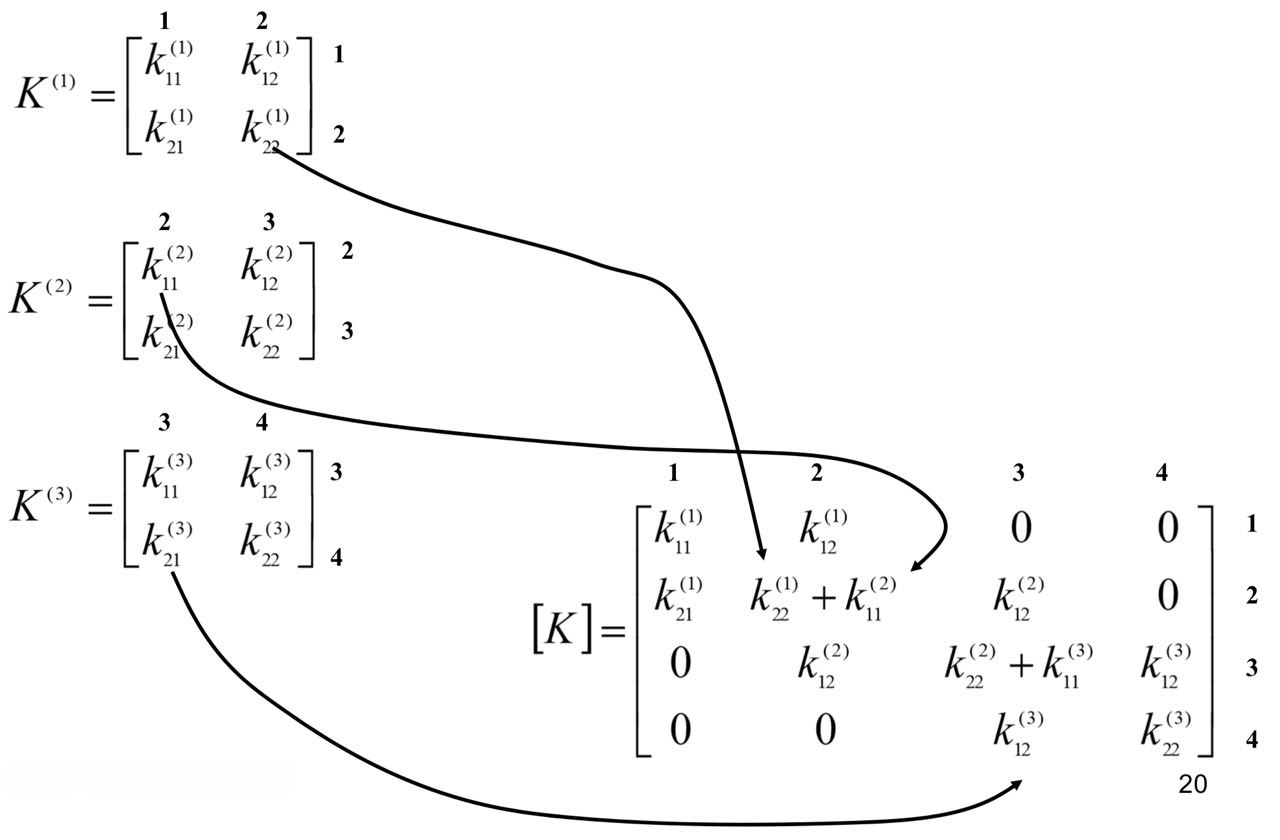 1 2
K^(1) = [ k_11^(1) k_12^(1) ] 1
[ k_21^(1) k_22^(1) ] 2
2 3
K^(2) = [ k_11^(2) k_12^(2) ] 2
[ k_21^(2) k_22^(2) ] 3
3 4
K^(3) = [ k_11^(3) k_12^(3) ] 3
[ k_21^(3) k_22^(3) ] 4
1 2 3 4
[K] = [ k_11^(1) k_12^(1) 0 0 ] 1
[ k_21^(1) k_22^(1) + k_11^(2) k_12^(2) 0 ] 2
[ 0 k_12^(2) k_22^(2) + k_11^(3) k_12^(3) ] 3
[ 0 0 k_12^(3) k_22^(3) ] 4
20